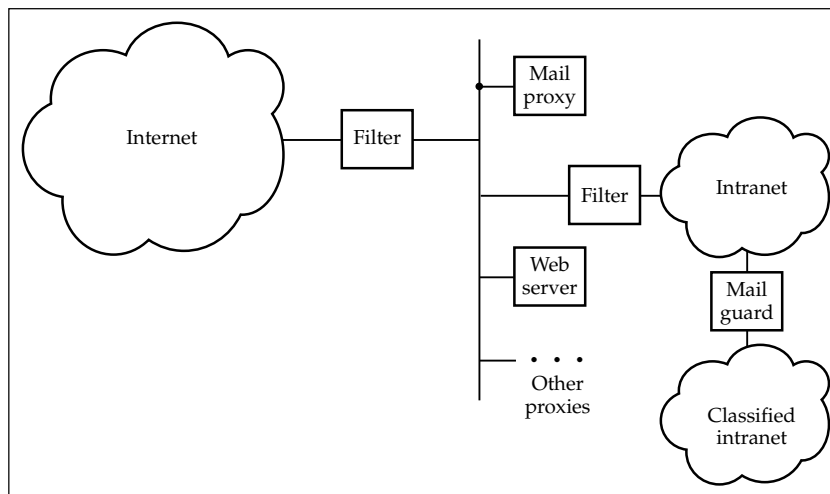 Internet
Filter
Mail
proxy
Filter
Intranet
Web
server
Mail
guard
• • •
Other
proxies
Classified
intranet